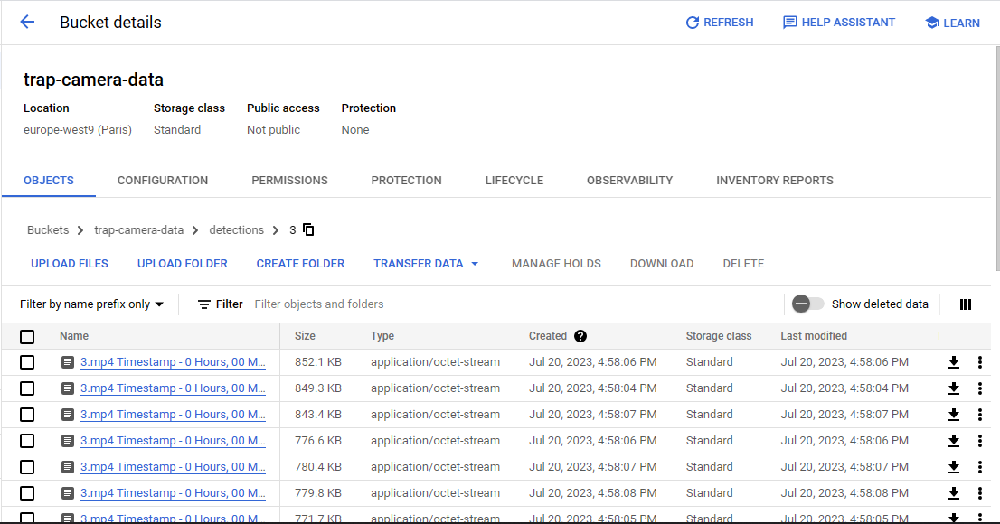 Bucket details REFRESH HELP ASSISTANT LEARN
trap-camera-data
Location Storage class Public access Protection
europe-west9 (Paris) Standard Not public None
OBJECTS CONFIGURATION PERMISSIONS PROTECTION LIFECYCLE OBSERVABILITY INVENTORY REPORTS
Buckets > trap-camera-data > detections > 3
UPLOAD FILES UPLOAD FOLDER CREATE FOLDER TRANSFER DATA MANAGE HOLDS DOWNLOAD DELETE
Filter by name prefix only Filter Filter objects and folders Show deleted data
Name Size Type Created ? Storage class Last modified
3.mp4 Timestamp - 0 Hours, 00 M... 852.1 KB application/octet-stream Jul 20, 2023, 4:58:06 PM Standard Jul 20, 2023, 4:58:06 PM
3.mp4 Timestamp - 0 Hours, 00 M... 849.3 KB application/octet-stream Jul 20, 2023, 4:58:04 PM Standard Jul 20, 2023, 4:58:04 PM
3.mp4 Timestamp - 0 Hours, 00 M... 843.4 KB application/octet-stream Jul 20, 2023, 4:58:07 PM Standard Jul 20, 2023, 4:58:07 PM
3.mp4 Timestamp - 0 Hours, 00 M... 776.6 KB application/octet-stream Jul 20, 2023, 4:58:06 PM Standard Jul 20, 2023, 4:58:06 PM
3.mp4 Timestamp - 0 Hours, 00 M... 780.4 KB application/octet-stream Jul 20, 2023, 4:58:07 PM Standard Jul 20, 2023, 4:58:07 PM
3.mp4 Timestamp - 0 Hours, 00 M... 779.8 KB application/octet-stream Jul 20, 2023, 4:58:08 PM Standard Jul 20, 2023, 4:58:08 PM
3.mp4 Timestamp - 0 Hours, 00 M... 771.7 KB application/octet-stream Jul 20, 2023, 4:58:05 PM Standard Jul 20, 2023, 4:58:05 PM